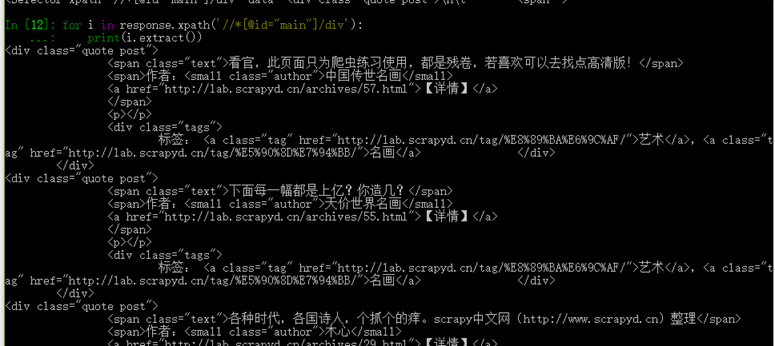 <Selector xpath='//*[@id="main"]/div' data='<div class="quote post">\n\t <span'>
In [12]: for i in response.xpath('//*[@id="main"]/div'):
...: print(i.extract())
<div class="quote post">
<span class="text">看官，此页面只为爬虫练习使用，都是残卷，若喜欢可以去找点高清版！</span>
<span>作者：<small class="author">中国传世名画</small>
<a href="http://lab.scrapyd.cn/archives/57.html">【详情】</a>
</span>
<p></p>
<div class="tags">
标签： <a class="tag" href="http://lab.scrapyd.cn/tag/%E8%89%BA%E6%9C%AF/">艺术</a>, <a class="t
ag" href="http://lab.scrapyd.cn/tag/%E5%90%8D%E7%94%BB/">名画</a> </div>
</div>
<div class="quote post">
<span class="text">下面每一幅都是上亿？你造几？</span>
<span>作者：<small class="author">天价世界名画</small>
<a href="http://lab.scrapyd.cn/archives/55.html">【详情】</a>
</span>
<p></p>
<div class="tags">
标签： <a class="tag" href="http://lab.scrapyd.cn/tag/%E8%89%BA%E6%9C%AF/">艺术</a>, <a class="t
ag" href="http://lab.scrapyd.cn/tag/%E5%90%8D%E7%94%BB/">名画</a> </div>
</div>
<div class="quote post">
<span class="text">各种时代，各国诗人，个抓个的痒。scrapy中文网（http://www.scrapyd.cn）整理</span>
<span>作者：<small class="author">木心</small>
<a href="http://lab.scrapyd.cn/archives/29.html">【详情】</a>